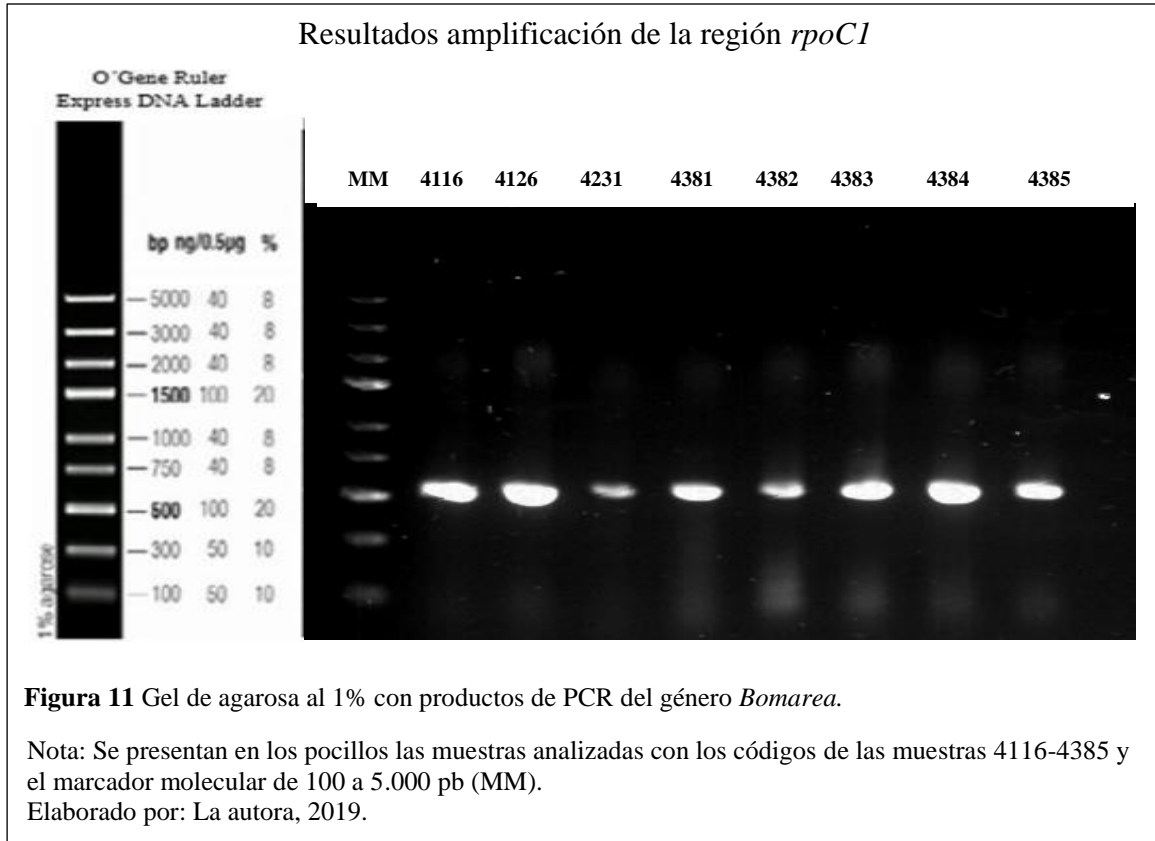 Resultados amplificación de la región rpoC1
O´Gene Ruler
Express DNA Ladder
bp ng/0.5µg %
5000 40 8
3000 40 8
2000 40 8
1500 100 20
1000 40 8
750 40 8
500 100 20
300 50 10
100 50 10
1% agarose
MM 4116 4126 4231 4381 4382 4383 4384 4385
Figura 11 Gel de agarosa al 1% con productos de PCR del género Bomarea.
Nota: Se presentan en los pocillos las muestras analizadas con los códigos de las muestras 4116-4385 y
el marcador molecular de 100 a 5.000 pb (MM).
Elaborado por: La autora, 2019.